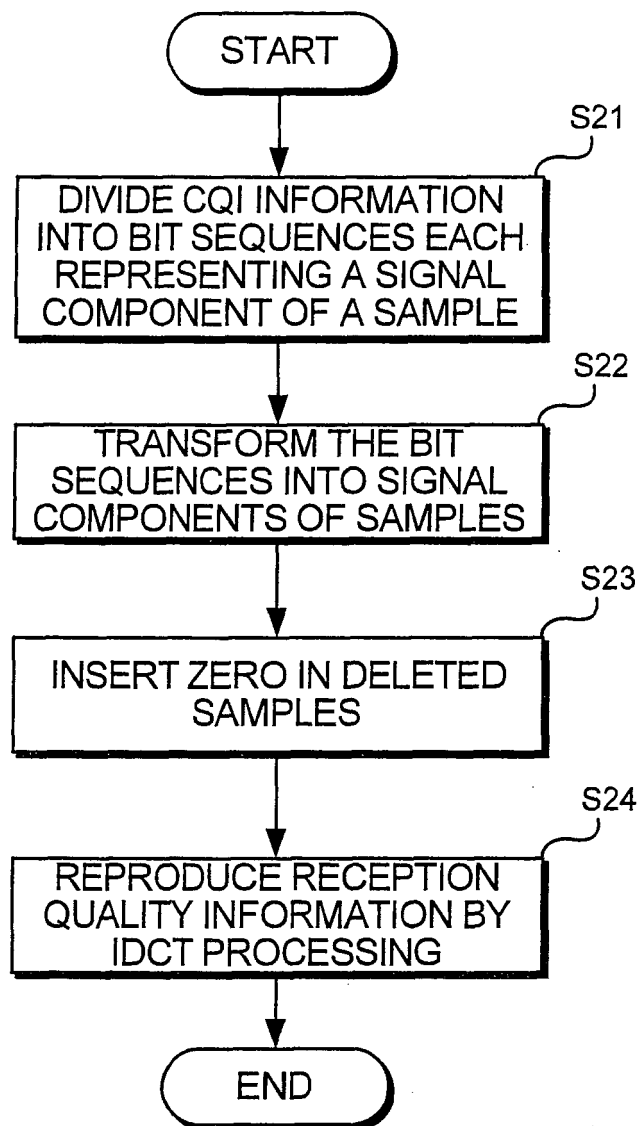 START
S21
DIVIDE CQI INFORMATION
INTO BIT SEQUENCES EACH
REPRESENTING A SIGNAL
COMPONENT OF A SAMPLE
S22
TRANSFORM THE BIT
SEQUENCES INTO SIGNAL
COMPONENTS OF SAMPLES
S23
INSERT ZERO IN DELETED
SAMPLES
S24
REPRODUCE RECEPTION
QUALITY INFORMATION BY
IDCT PROCESSING
END